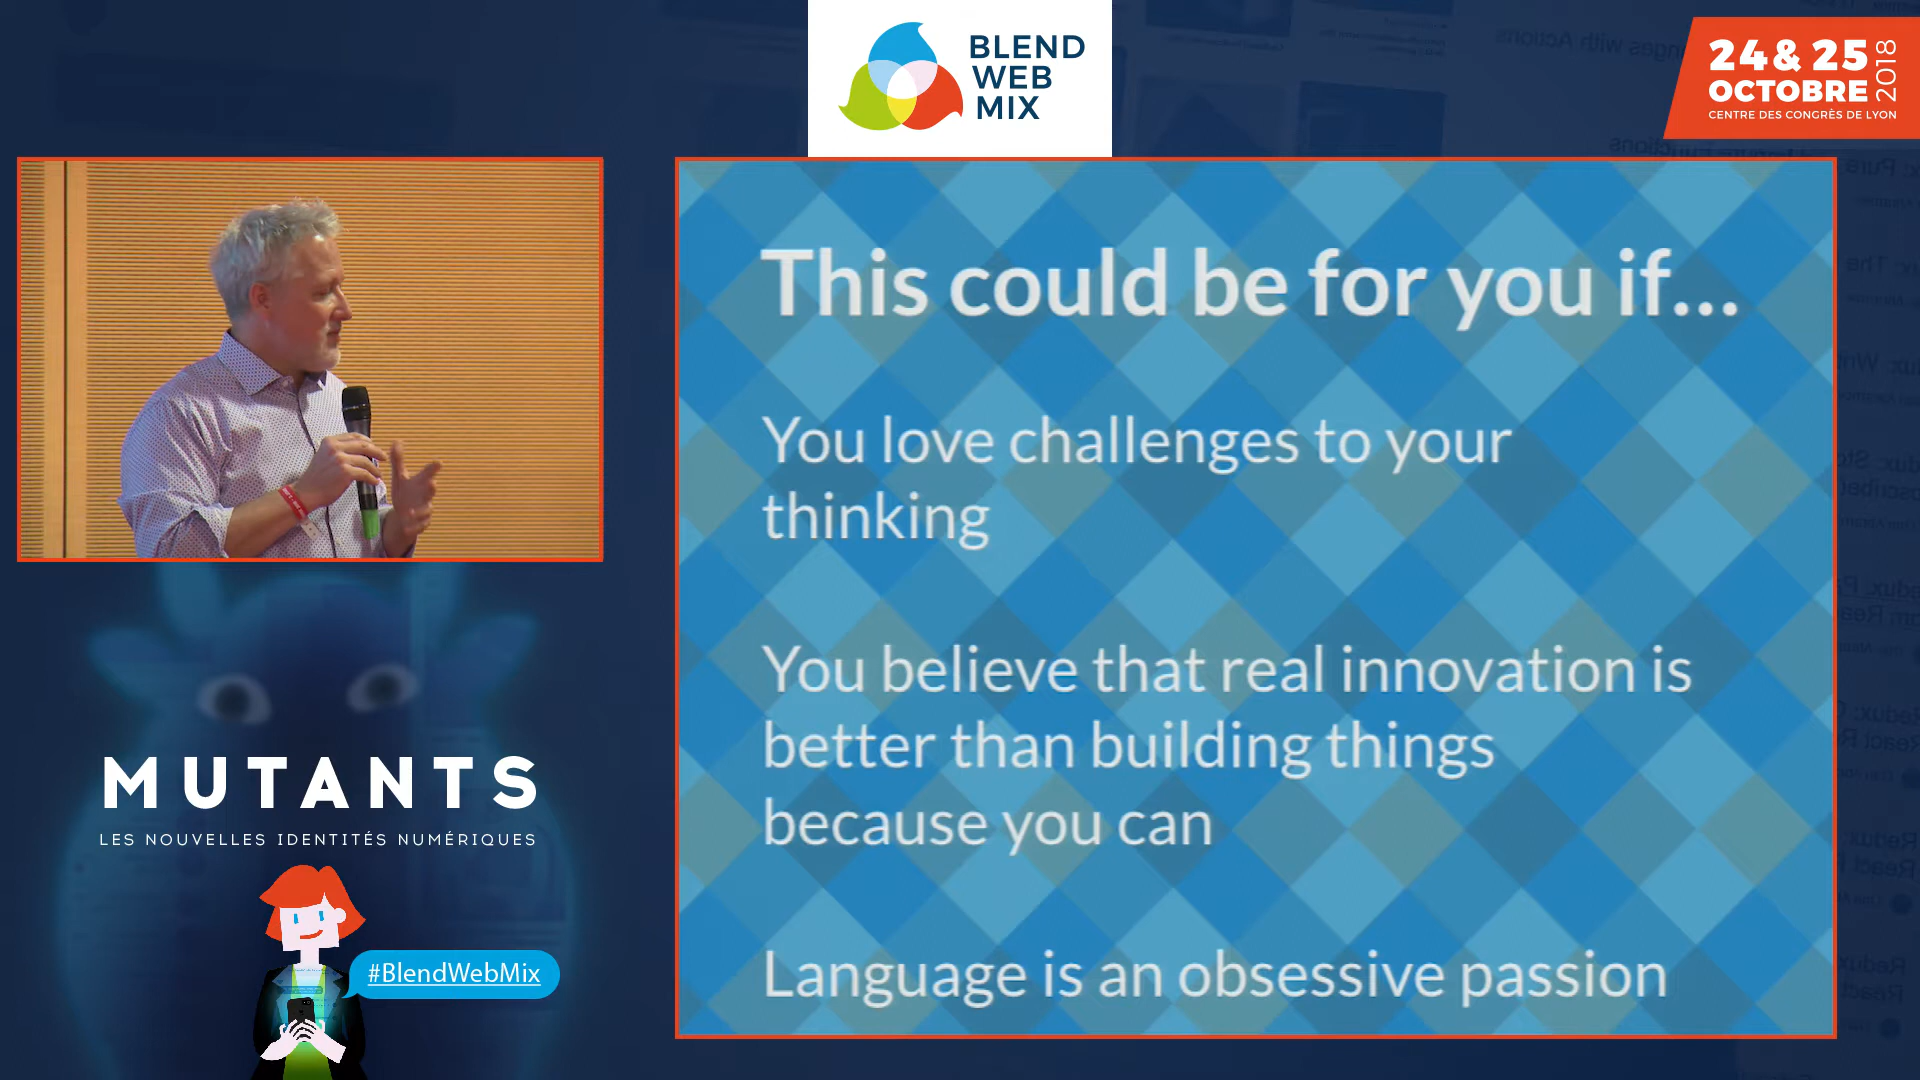 BLEND
WEB
MIX
24 & 25
OCTOBRE
2018
CENTRE DES CONGRÈS DE LYON
This could be for you if...
You love challenges to your
thinking
You believe that real innovation is
better than building things
because you can
Language is an obsessive passion
MUTANTS
LES NOUVELLES IDENTITÉS NUMÉRIQUES
#BlendWebMix